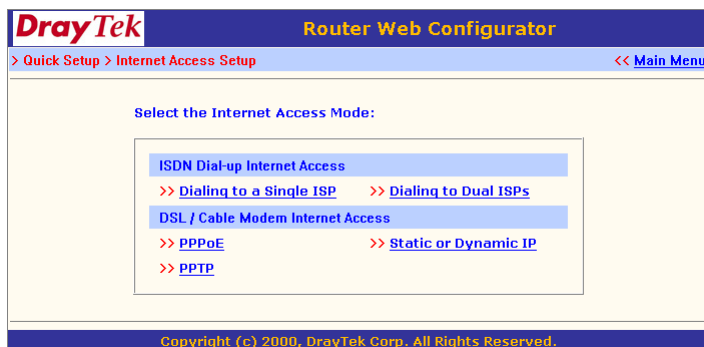 DrayTek Router Web Configurator
> Quick Setup > Internet Access Setup << Main Menu
Select the Internet Access Mode:
ISDN Dial-up Internet Access
>> Dialing to a Single ISP >> Dialing to Dual ISPs
DSL / Cable Modem Internet Access
>> PPPoE >> Static or Dynamic IP
>> PPTP
Copyright (c) 2000, DrayTek Corp. All Rights Reserved.